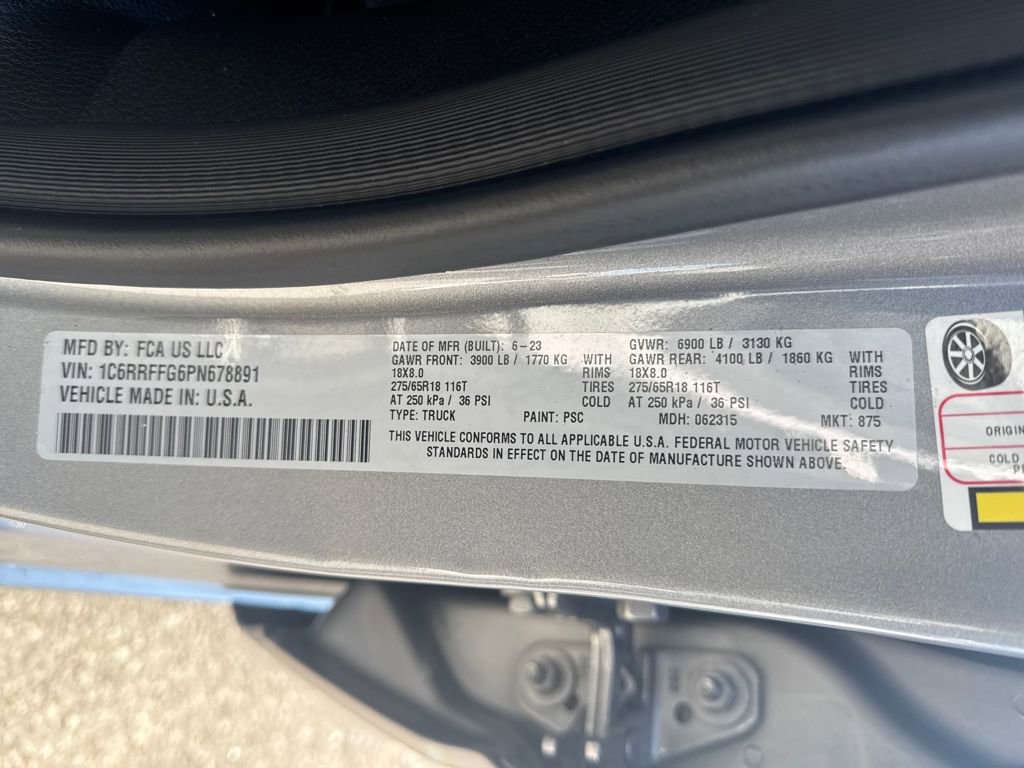 MFD BY: FCA US LLC
VIN: 1C6RRFFG6PN678891
VEHICLE MADE IN: U.S.A.
DATE OF MFR (BUILT): 6-23 GVWR: 6900 LB / 3130 KG
GAWR FRONT: 3900 LB / 1770 KG WITH GAWR REAR: 4100 LB / 1860 KG WITH
18X8.0 RIMS 18X8.0 RIMS
275/65R18 116T TIRES 275/65R18 116T TIRES
AT 250 kPa / 36 PSI COLD AT 250 kPa / 36 PSI COLD
TYPE: TRUCK PAINT: PSC MDH: 062315 MKT: 875
THIS VEHICLE CONFORMS TO ALL APPLICABLE U.S.A. FEDERAL MOTOR VEHICLE SAFETY
STANDARDS IN EFFECT ON THE DATE OF MANUFACTURE SHOWN ABOVE.
ORIGIN
COLD
P